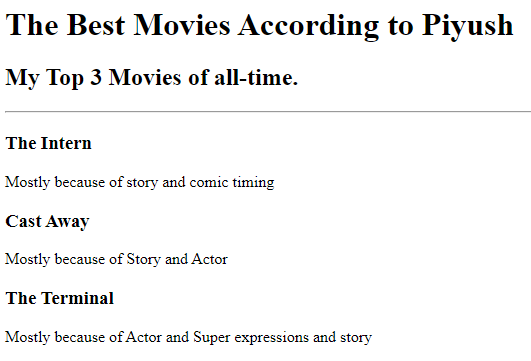 The Best Movies According to Piyush
My Top 3 Movies of all-time.
The Intern
Mostly because of story and comic timing
Cast Away
Mostly because of Story and Actor
The Terminal
Mostly because of Actor and Super expressions and story